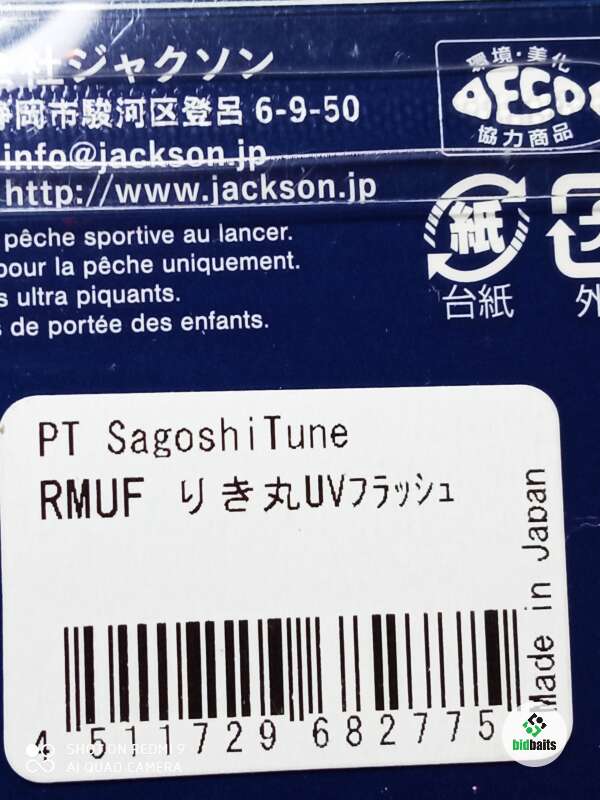 社ジャクソン
静岡市駿河区登呂 6-9-50
info@jackson.jp
http://www.jackson.jp
環境・美化
AECO
協力商品
紙
台紙
外
pêche sportive au lancer.
pour la pêche uniquement.
ultra piquants.
de portée des enfants.
PT SagoshiTune
RMUF りき丸UVフラッシュ
Made in Japan
4 511729 682775
SHOT ON REDMI 9
AI QUAD CAMERA
bidbaits